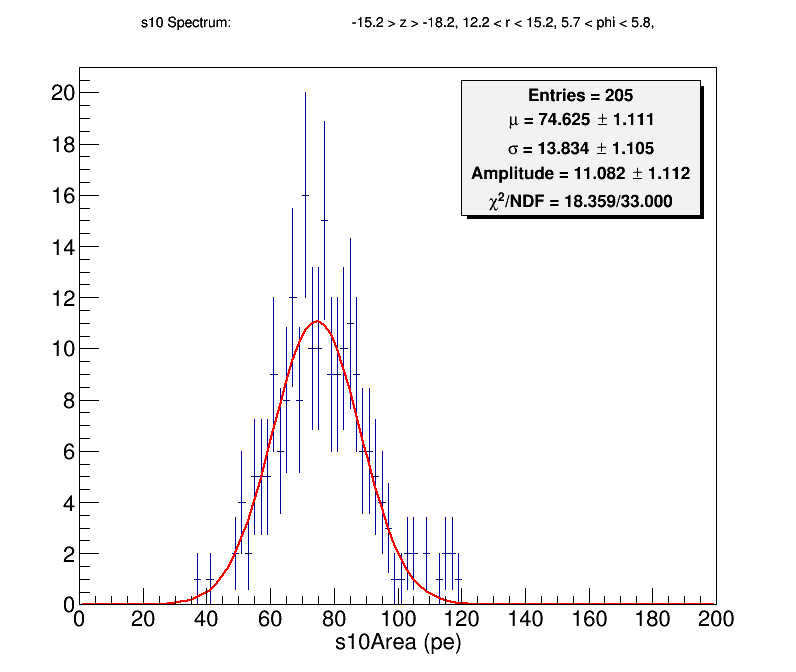 s10 Spectrum: -15.2 > z > -18.2, 12.2 < r < 15.2, 5.7 < phi < 5.8,
Entries = 205
μ = 74.625 ± 1.111
σ = 13.834 ± 1.105
Amplitude = 11.082 ± 1.112
χ²/NDF = 18.359/33.000
20
18
16
14
12
10
8
6
4
2
0
0 20 40 60 80 100 120 140 160 180 200
s10Area (pe)